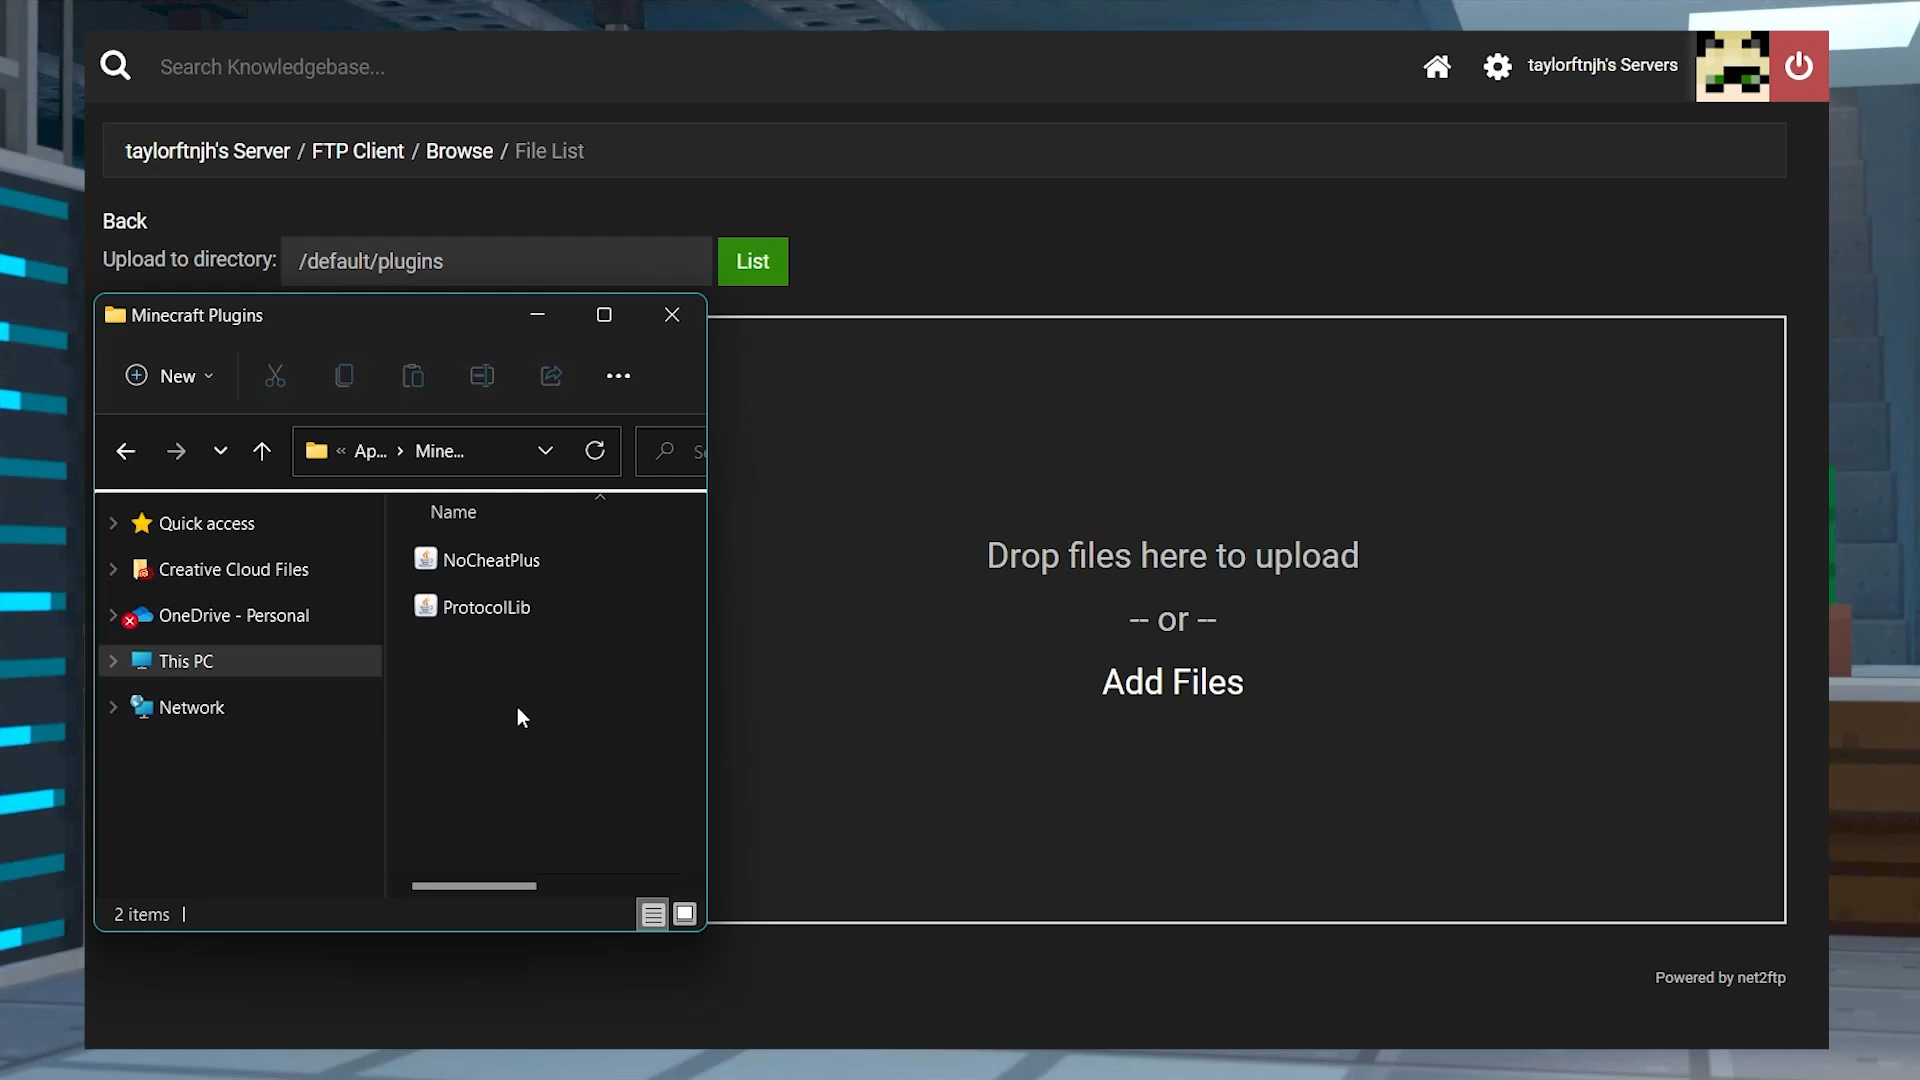 Search Knowledgebase...
taylorftnjh's Servers
taylorftnjh's Server / FTP Client / Browse / File List
Back
Upload to directory:
/default/plugins
List
Minecraft Plugins
New
Ap...
Mine...
Name
Quick access
Creative Cloud Files
OneDrive - Personal
This PC
Network
NoCheatPlus
ProtocolLib
2 items
Drop files here to upload
-- or --
Add Files
Powered by net2ftp